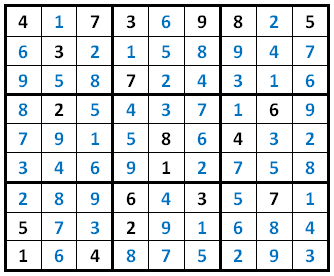 4 1 7 3 6 9 8 2 5
6 3 2 1 5 8 9 4 7
9 5 8 7 2 4 3 1 6
8 2 5 4 3 7 1 6 9
7 9 1 5 8 6 4 3 2
3 4 6 9 1 2 7 5 8
2 8 9 6 4 3 5 7 1
5 7 3 2 9 1 6 8 4
1 6 4 8 7 5 2 9 3